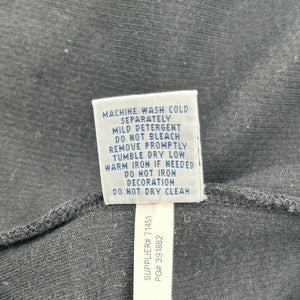 MACHINE WASH COLD
SEPARATELY
MILD DETERGENT
DO NOT BLEACH
REMOVE PROMPTLY
TUMBLE DRY LOW
WARM IRON IF NEEDED
DO NOT IRON
DECORATION
DO NOT DRY CLEAN
SUPPLIER# 71451
PO# 391882